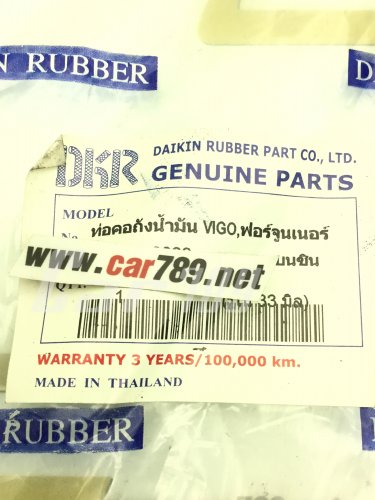 N RUBBER
D
DKR
DAIKIN RUBBER PART CO., LTD.
GENUINE PARTS
MODEL
No. ท่อคอถังน้ำมัน VIGO,ฟอร์จูนเนอร์
www.car789.net
1
33 มิล)
WARRANTY 3 YEARS/100,000 km.
MADE IN THAILAND
RUBBER
D